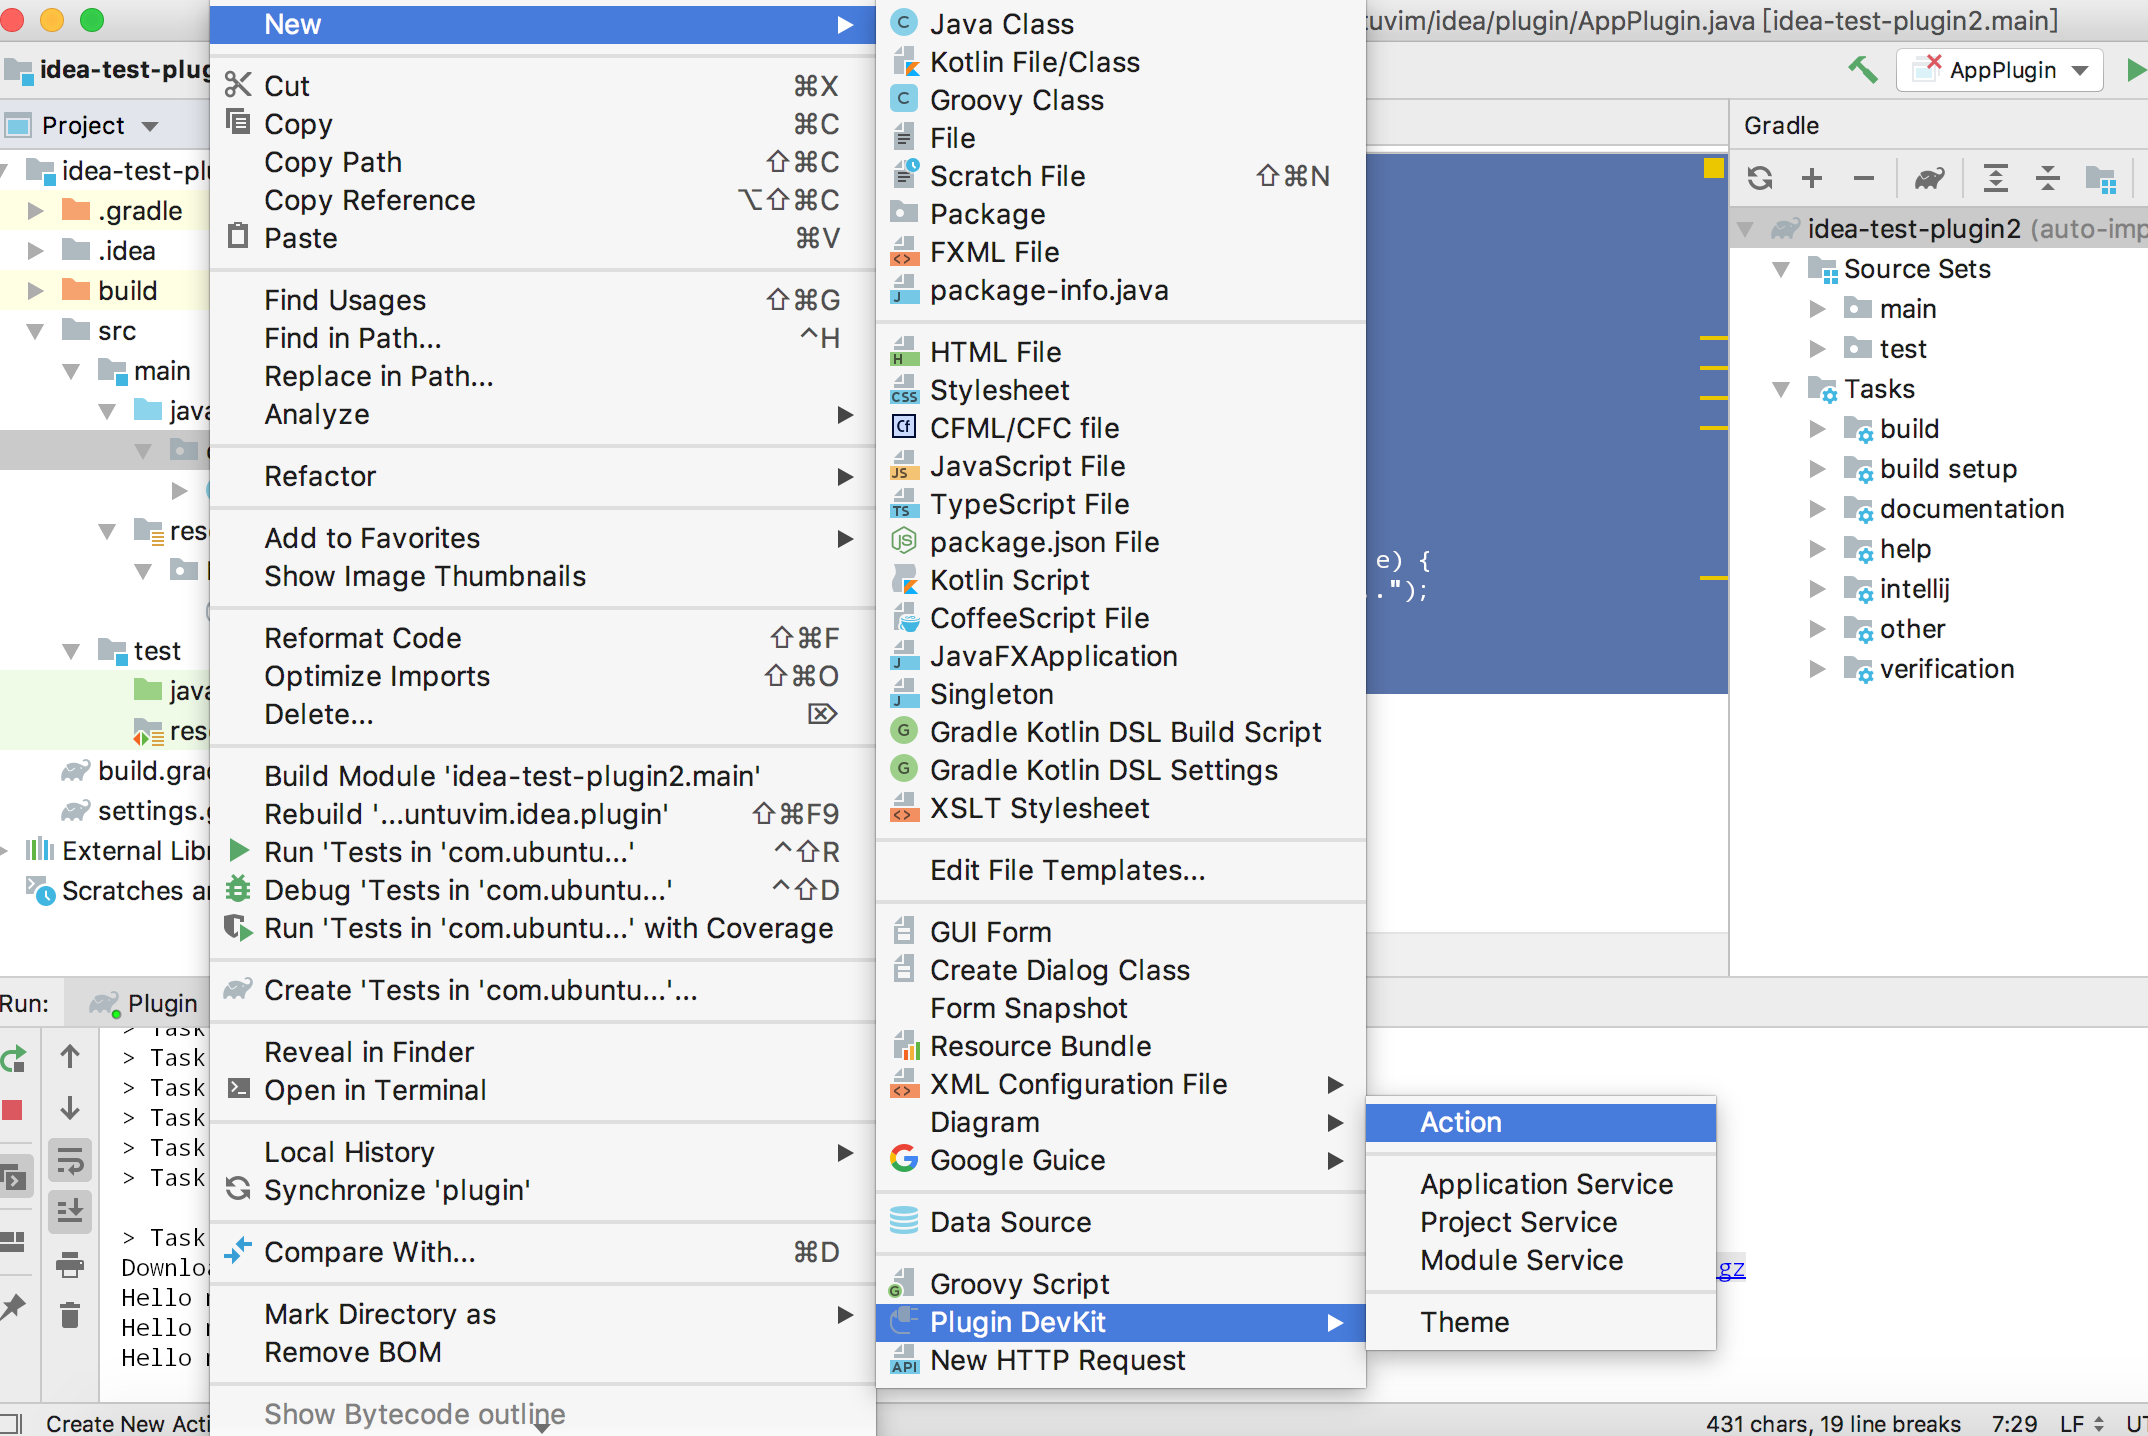 uvim/idea/plugin/AppPlugin.java [idea-test-plugin2.main]
idea-test-plug
AppPlugin
Project
idea-test-pl
.gradle
.idea
build
src
main
java
res
test
java
res
build.grad
settings.g
External Libr
Scratches a
New
Cut ⌘X
Copy ⌘C
Copy Path ⇧⌘C
Copy Reference ⌥⇧⌘C
Paste ⌘V
Find Usages ⇧⌘G
Find in Path... ^H
Replace in Path...
Analyze
Refactor
Add to Favorites
Show Image Thumbnails
Reformat Code ⇧⌘F
Optimize Imports ⇧⌘O
Delete... ⌦
Build Module 'idea-test-plugin2.main'
Rebuild '...untuvim.idea.plugin' ⇧⌘F9
Run 'Tests in 'com.ubuntu...' ^⇧R
Debug 'Tests in 'com.ubuntu...' ^⇧D
Run 'Tests in 'com.ubuntu...' with Coverage
Create 'Tests in 'com.ubuntu...'...
Reveal in Finder
Open in Terminal
Local History
Synchronize 'plugin'
Compare With... ⌘D
Mark Directory as
Remove BOM
Show Bytecode outline
Java Class
Kotlin File/Class
Groovy Class
File
Scratch File ⇧⌘N
Package
FXML File
package-info.java
HTML File
Stylesheet
CFML/CFC file
JavaScript File
TypeScript File
package.json File
Kotlin Script
CoffeeScript File
JavaFXApplication
Singleton
Gradle Kotlin DSL Build Script
Gradle Kotlin DSL Settings
XSLT Stylesheet
Edit File Templates...
GUI Form
Create Dialog Class
Form Snapshot
Resource Bundle
XML Configuration File
Diagram
Google Guice
Data Source
Groovy Script
Plugin DevKit
New HTTP Request
Action
Application Service
Project Service
Module Service
Theme
e) {
..");
gz
Gradle
idea-test-plugin2 (auto-imp
Source Sets
main
test
Tasks
build
build setup
documentation
help
intellij
other
verification
Run: Plugin
> Task
> Task
> Task
> Task
> Task
> Task
> Task
Downloa
Hello
Hello
Hello
Create New Acti
431 chars, 19 line breaks 7:29 LF UT